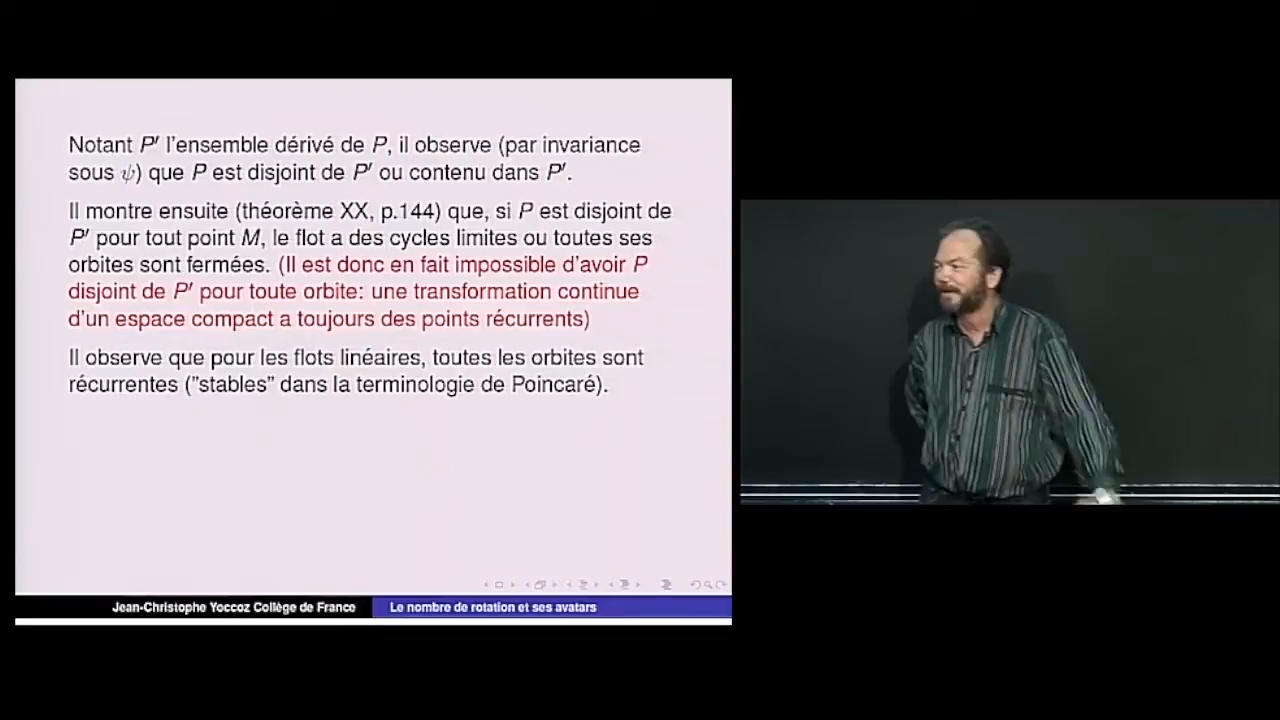 Notant P′ l'ensemble dérivé de P, il observe (par invariance
sous ψ) que P est disjoint de P′ ou contenu dans P′.
Il montre ensuite (théorème XX, p.144) que, si P est disjoint de
P′ pour tout point M, le flot a des cycles limites ou toutes ses
orbites sont fermées. (Il est donc en fait impossible d'avoir P
disjoint de P′ pour toute orbite: une transformation continue
d'un espace compact a toujours des points récurrents)
Il observe que pour les flots linéaires, toutes les orbites sont
récurrentes ("stables" dans la terminologie de Poincaré).
Jean-Christophe Yoccoz Collège de France
Le nombre de rotation et ses avatars